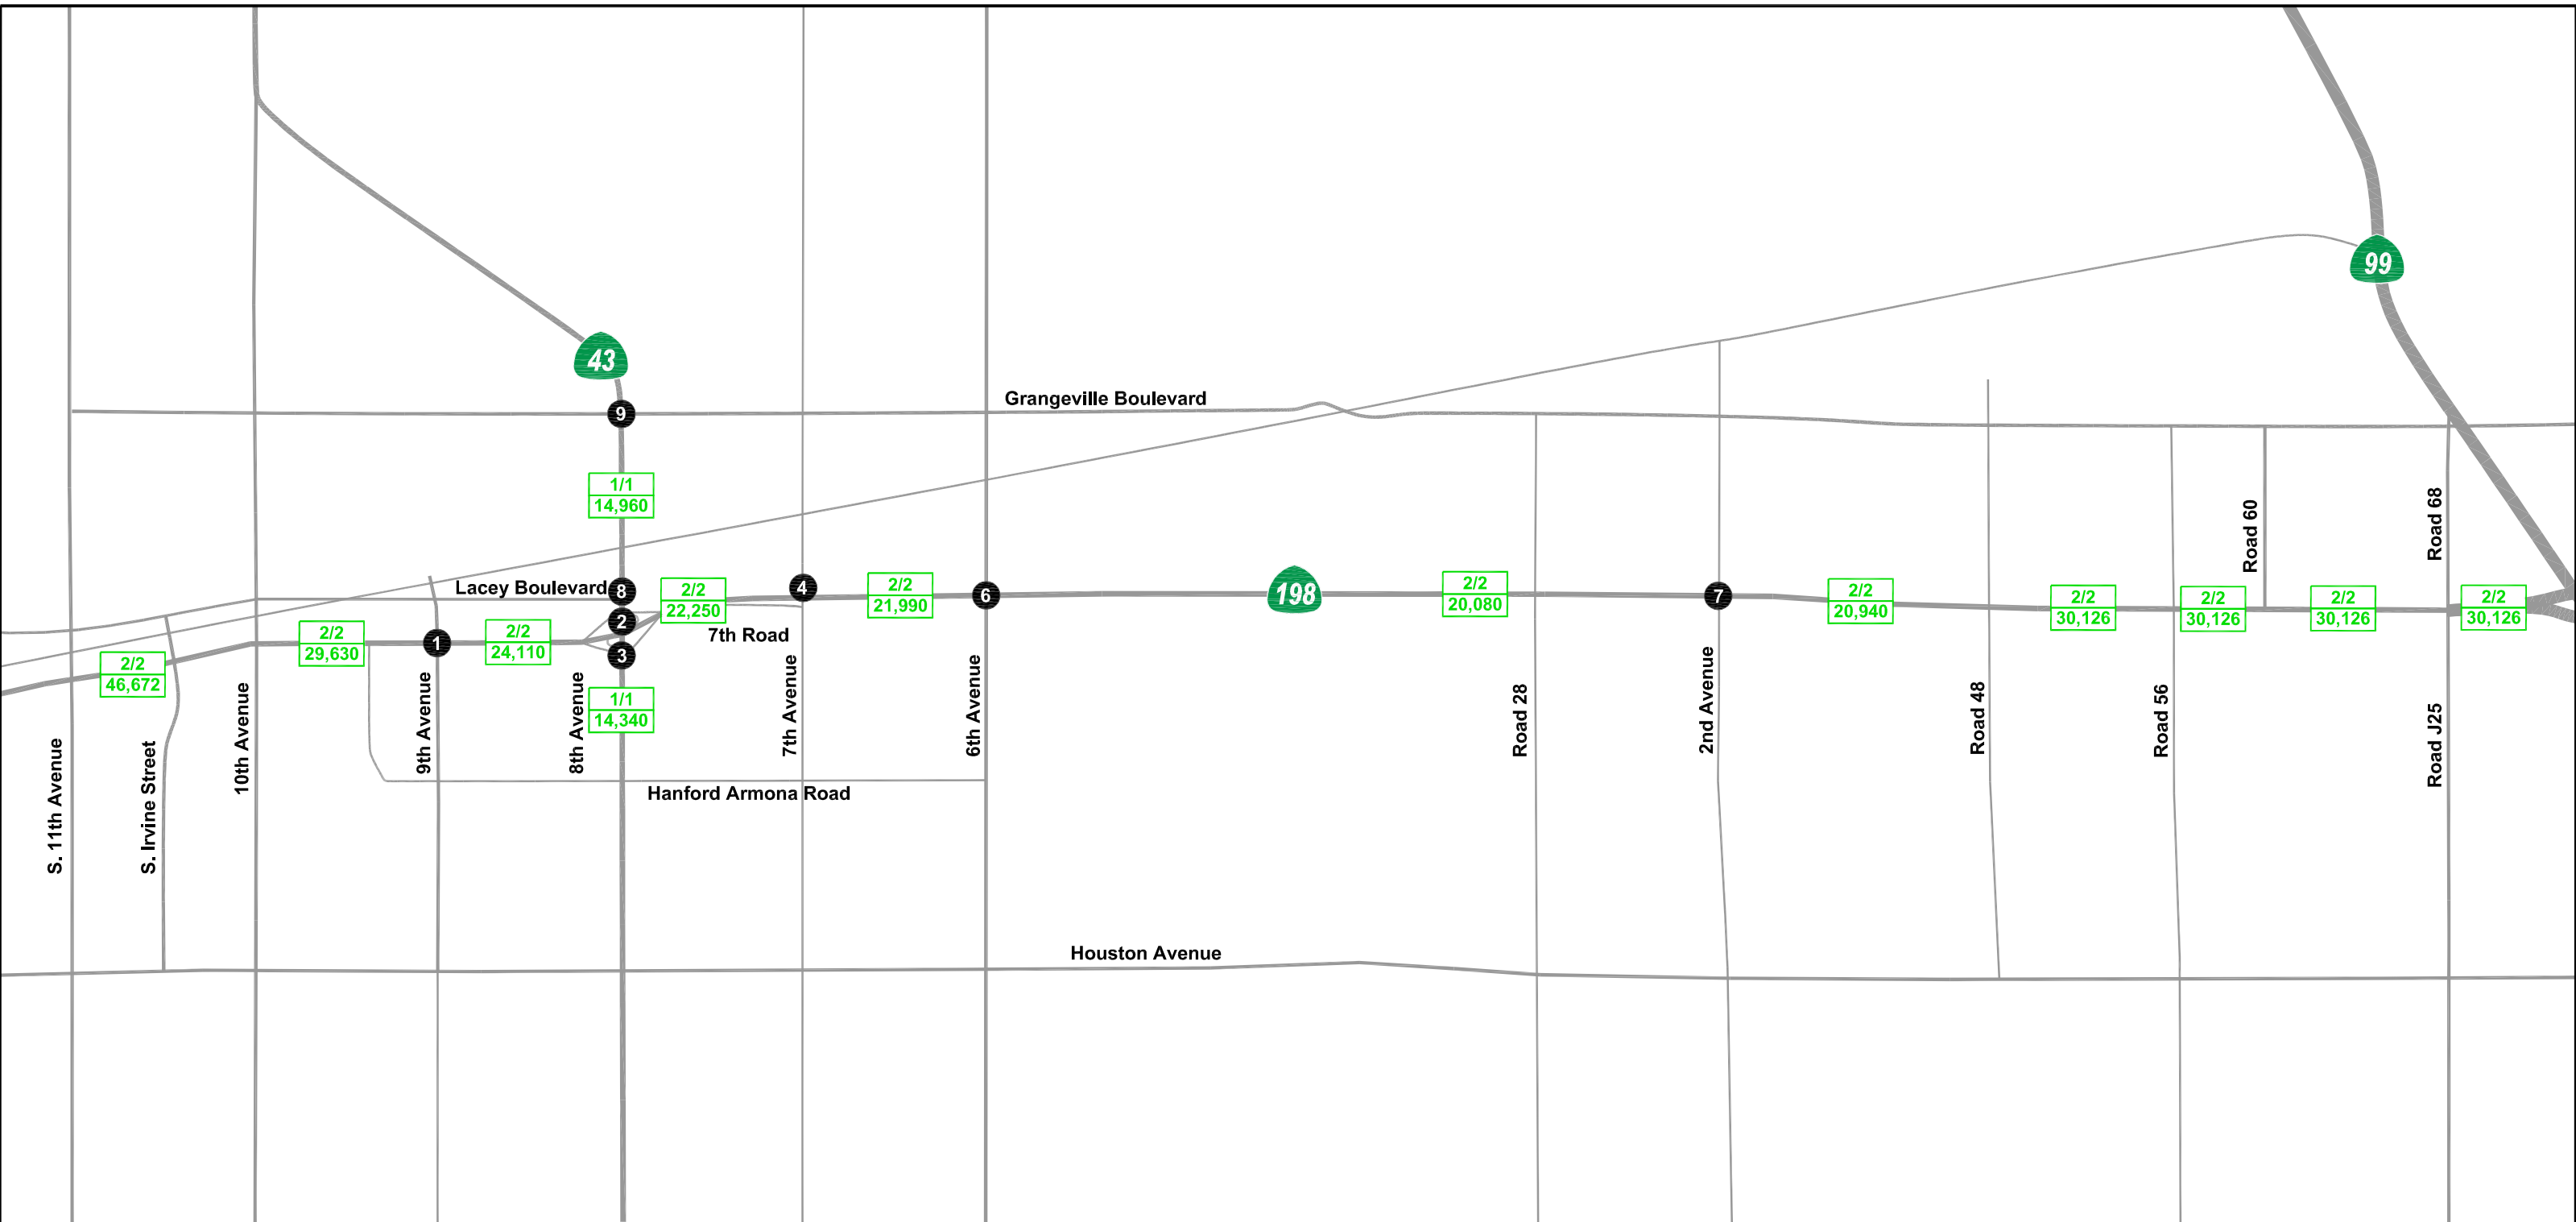 99
43
Grangeville Boulevard
9
1/1
14,960
Road 60
Road 68
Lacey Boulevard
8
2/2
22,250
4
2/2
21,990
6
198
2/2
20,080
7
2/2
20,940
2/2
30,126
2/2
30,126
2/2
30,126
2/2
30,126
2
7th Road
2/2
46,672
2/2
29,630
1
2/2
24,110
3
1/1
14,340
S. 11th Avenue
S. Irvine Street
10th Avenue
9th Avenue
8th Avenue
7th Avenue
6th Avenue
Road 28
2nd Avenue
Road 48
Road 56
Road J25
Hanford Armona Road
Houston Avenue